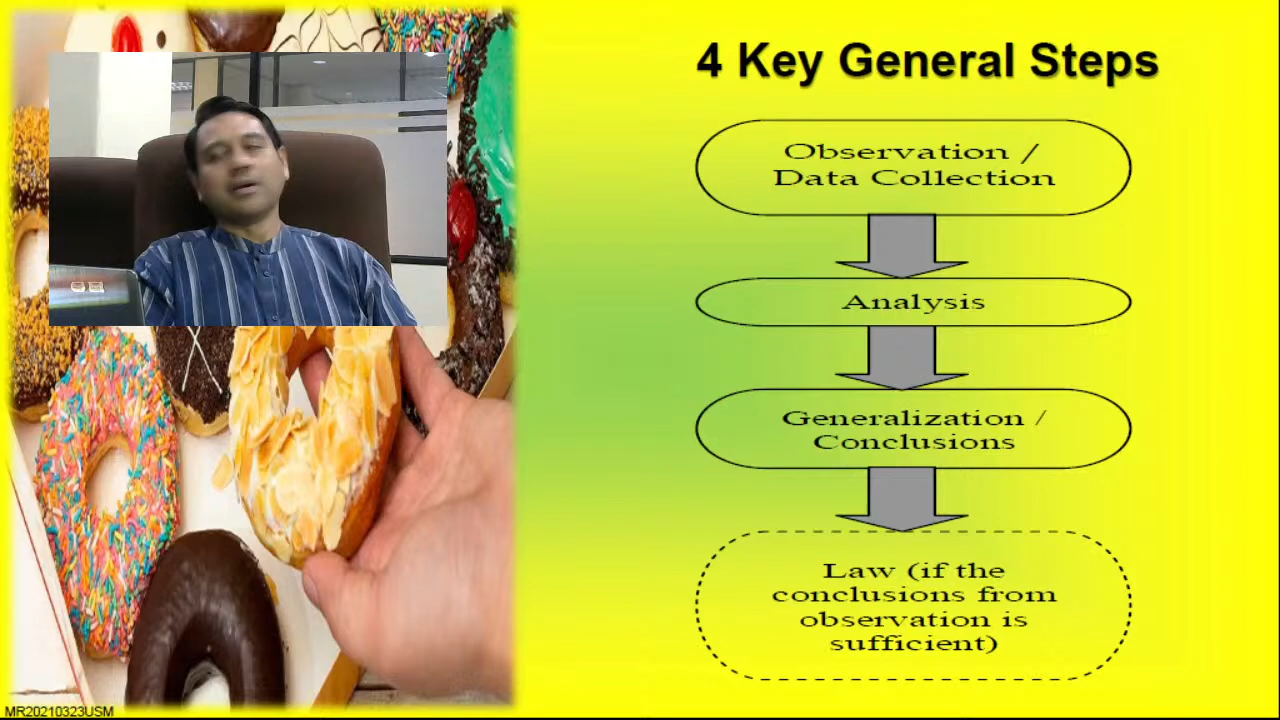 4 Key General Steps
Observation /
Data Collection
Analysis
Generalization /
Conclusions
Law (if the
conclusions from
observation is
sufficient)
MR20210323USM